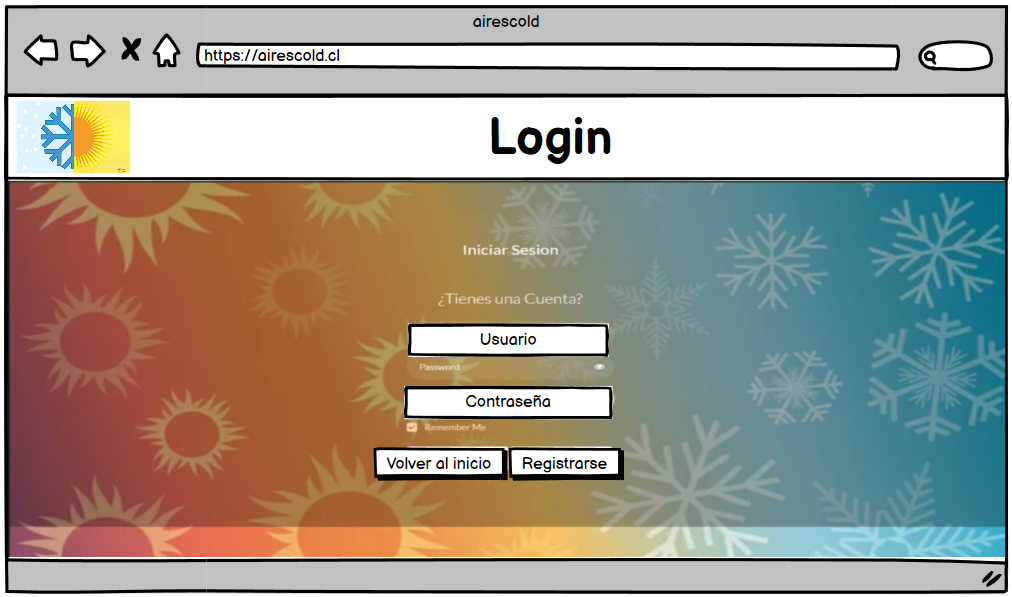 airescold
https://airescold.cl
Login
Iniciar Sesion
¿Tienes una Cuenta?
Usuario
Password
Contraseña
Remember Me
Volver al inicio Registrarse